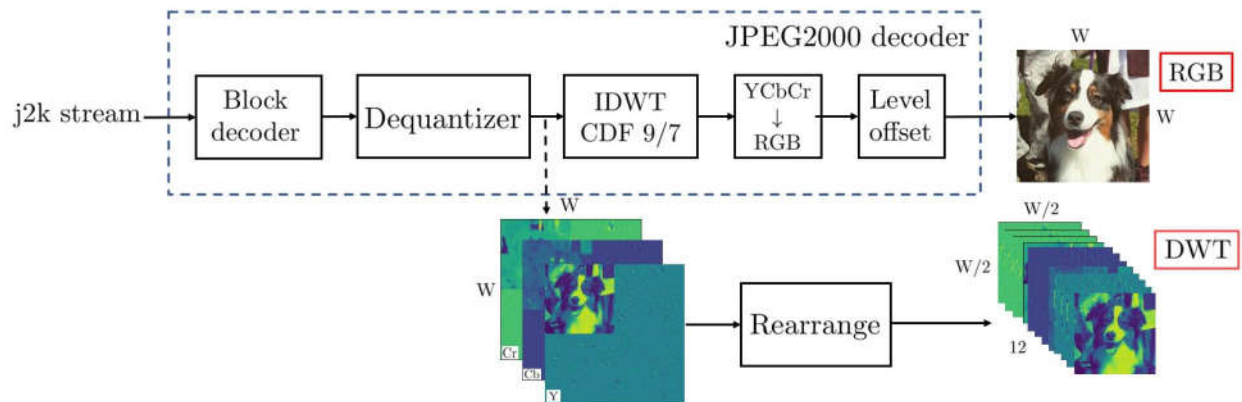 JPEG2000 decoder
j2k stream
Block
decoder
Dequantizer
IDWT
CDF 9/7
YCbCr
↓
RGB
Level
offset
W
W
RGB
W
W
Cr
Cb
Y
Rearrange
W/2
W/2
12
DWT